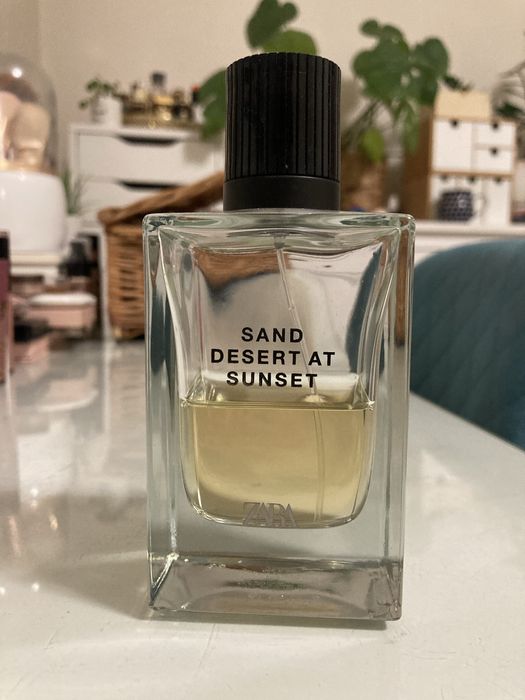 SAND
DESERT AT
SUNSET
ZARA